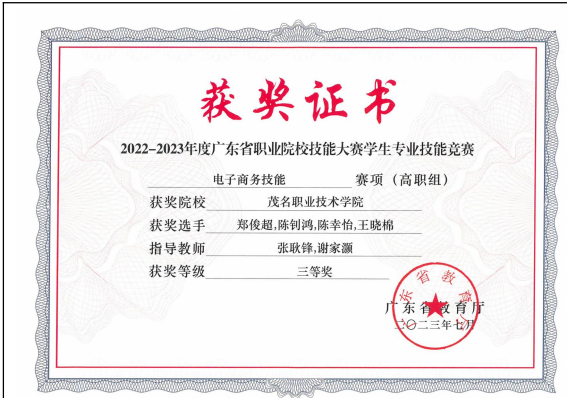 获奖证书
2022-2023年度广东省职业院校技能大赛学生专业技能竞赛
电子商务技能 赛项（高职组）
获奖院校 茂名职业技术学院
获奖选手 郑俊超,陈钊鸿,陈幸怡,王晓棉
指导教师 张耿锋,谢家灏
获奖等级 三等奖
广东省教育厅
二〇二三年七月